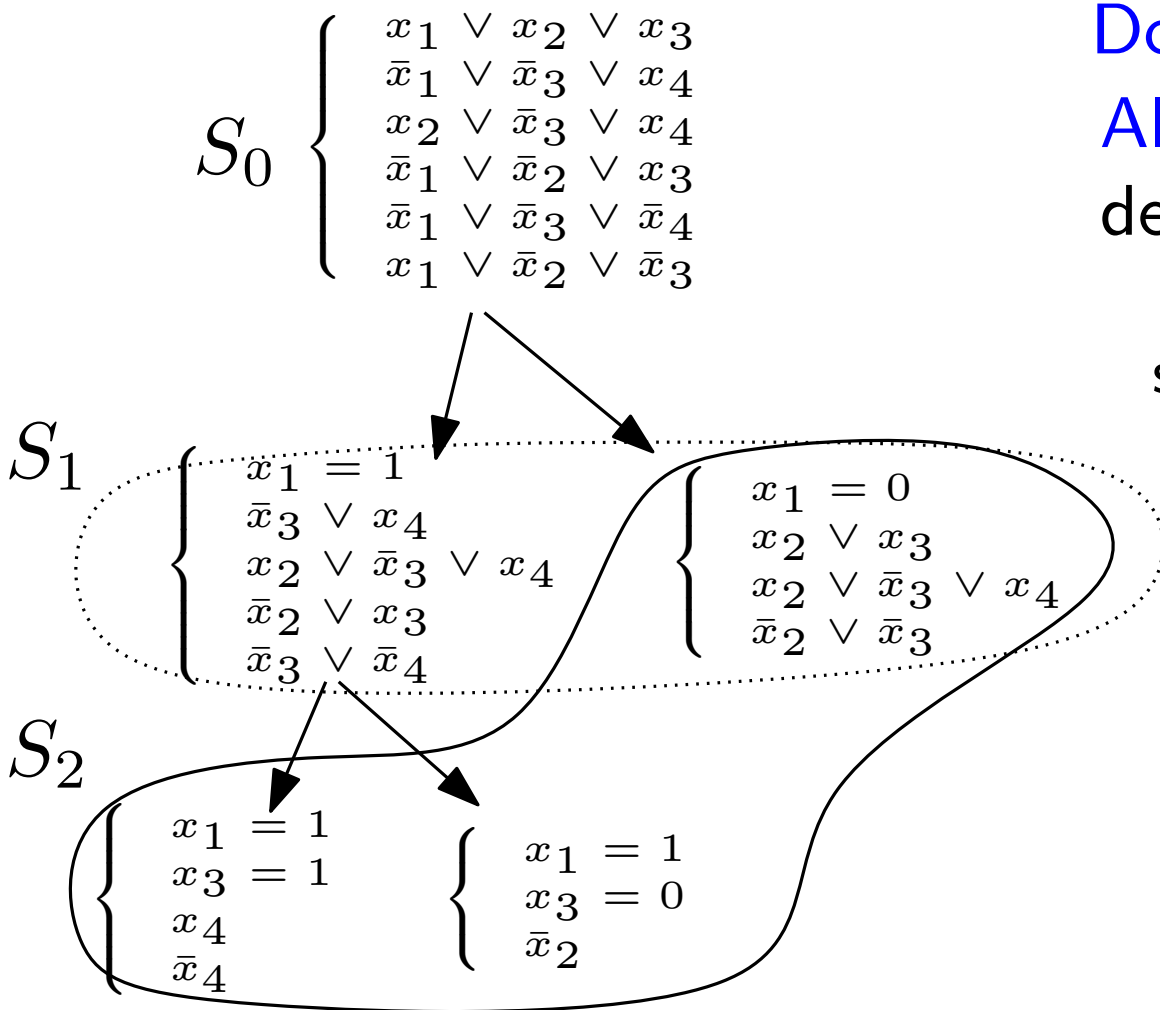 x₁ ∨ x₂ ∨ x₃
x̄₁ ∨ x̄₃ ∨ x₄
x₂ ∨ x̄₃ ∨ x₄
x̄₁ ∨ x̄₂ ∨ x₃
x̄₁ ∨ x̄₃ ∨ x̄₄
x₁ ∨ x̄₂ ∨ x̄₃
S₀
S₁
x₁ = 1
x̄₃ ∨ x₄
x₂ ∨ x̄₃ ∨ x₄
x̄₂ ∨ x₃
x̄₃ ∨ x̄₄
x₁ = 0
x₂ ∨ x₃
x₂ ∨ x̄₃ ∨ x₄
x̄₂ ∨ x̄₃
S₂
x₁ = 1
x₃ = 1
x₄
x̄₄
x₁ = 1
x₃ = 0
x̄₂
de